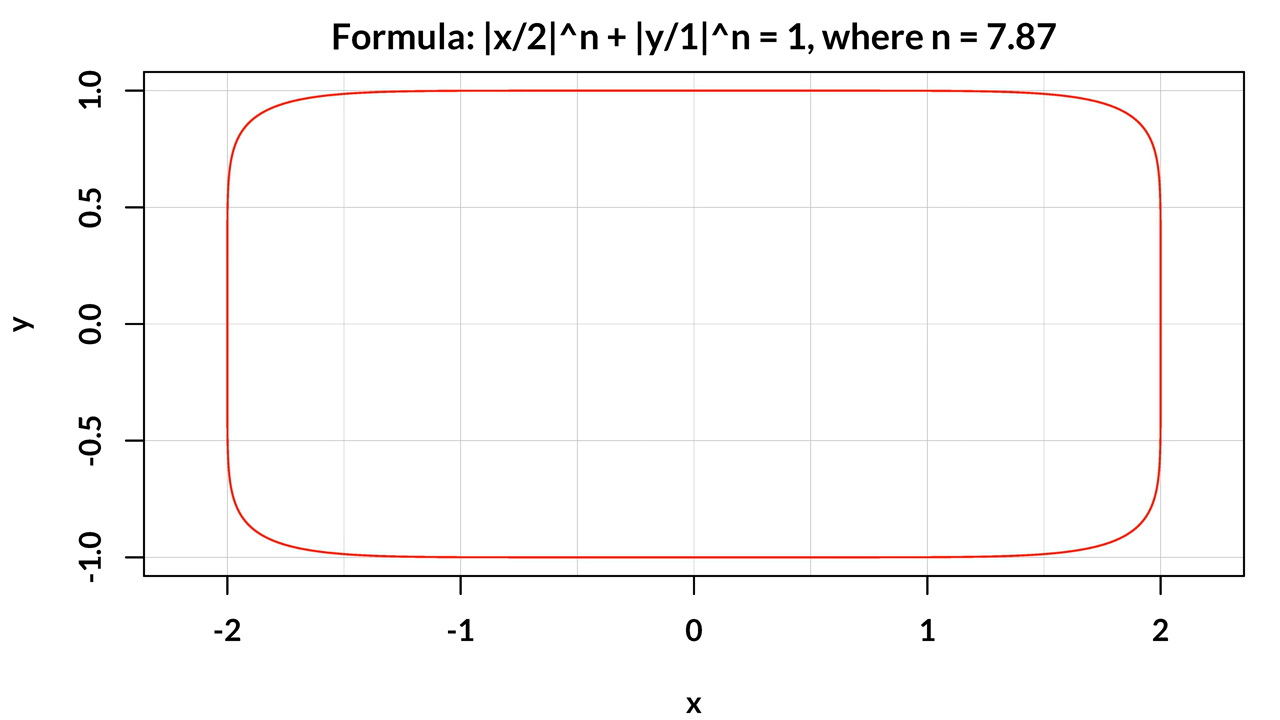 Formula: |x/2|^n + |y/1|^n = 1, where n = 7.87
1.0
0.5
0.0
-0.5
-1.0
y
-2 -1 0 1 2
x